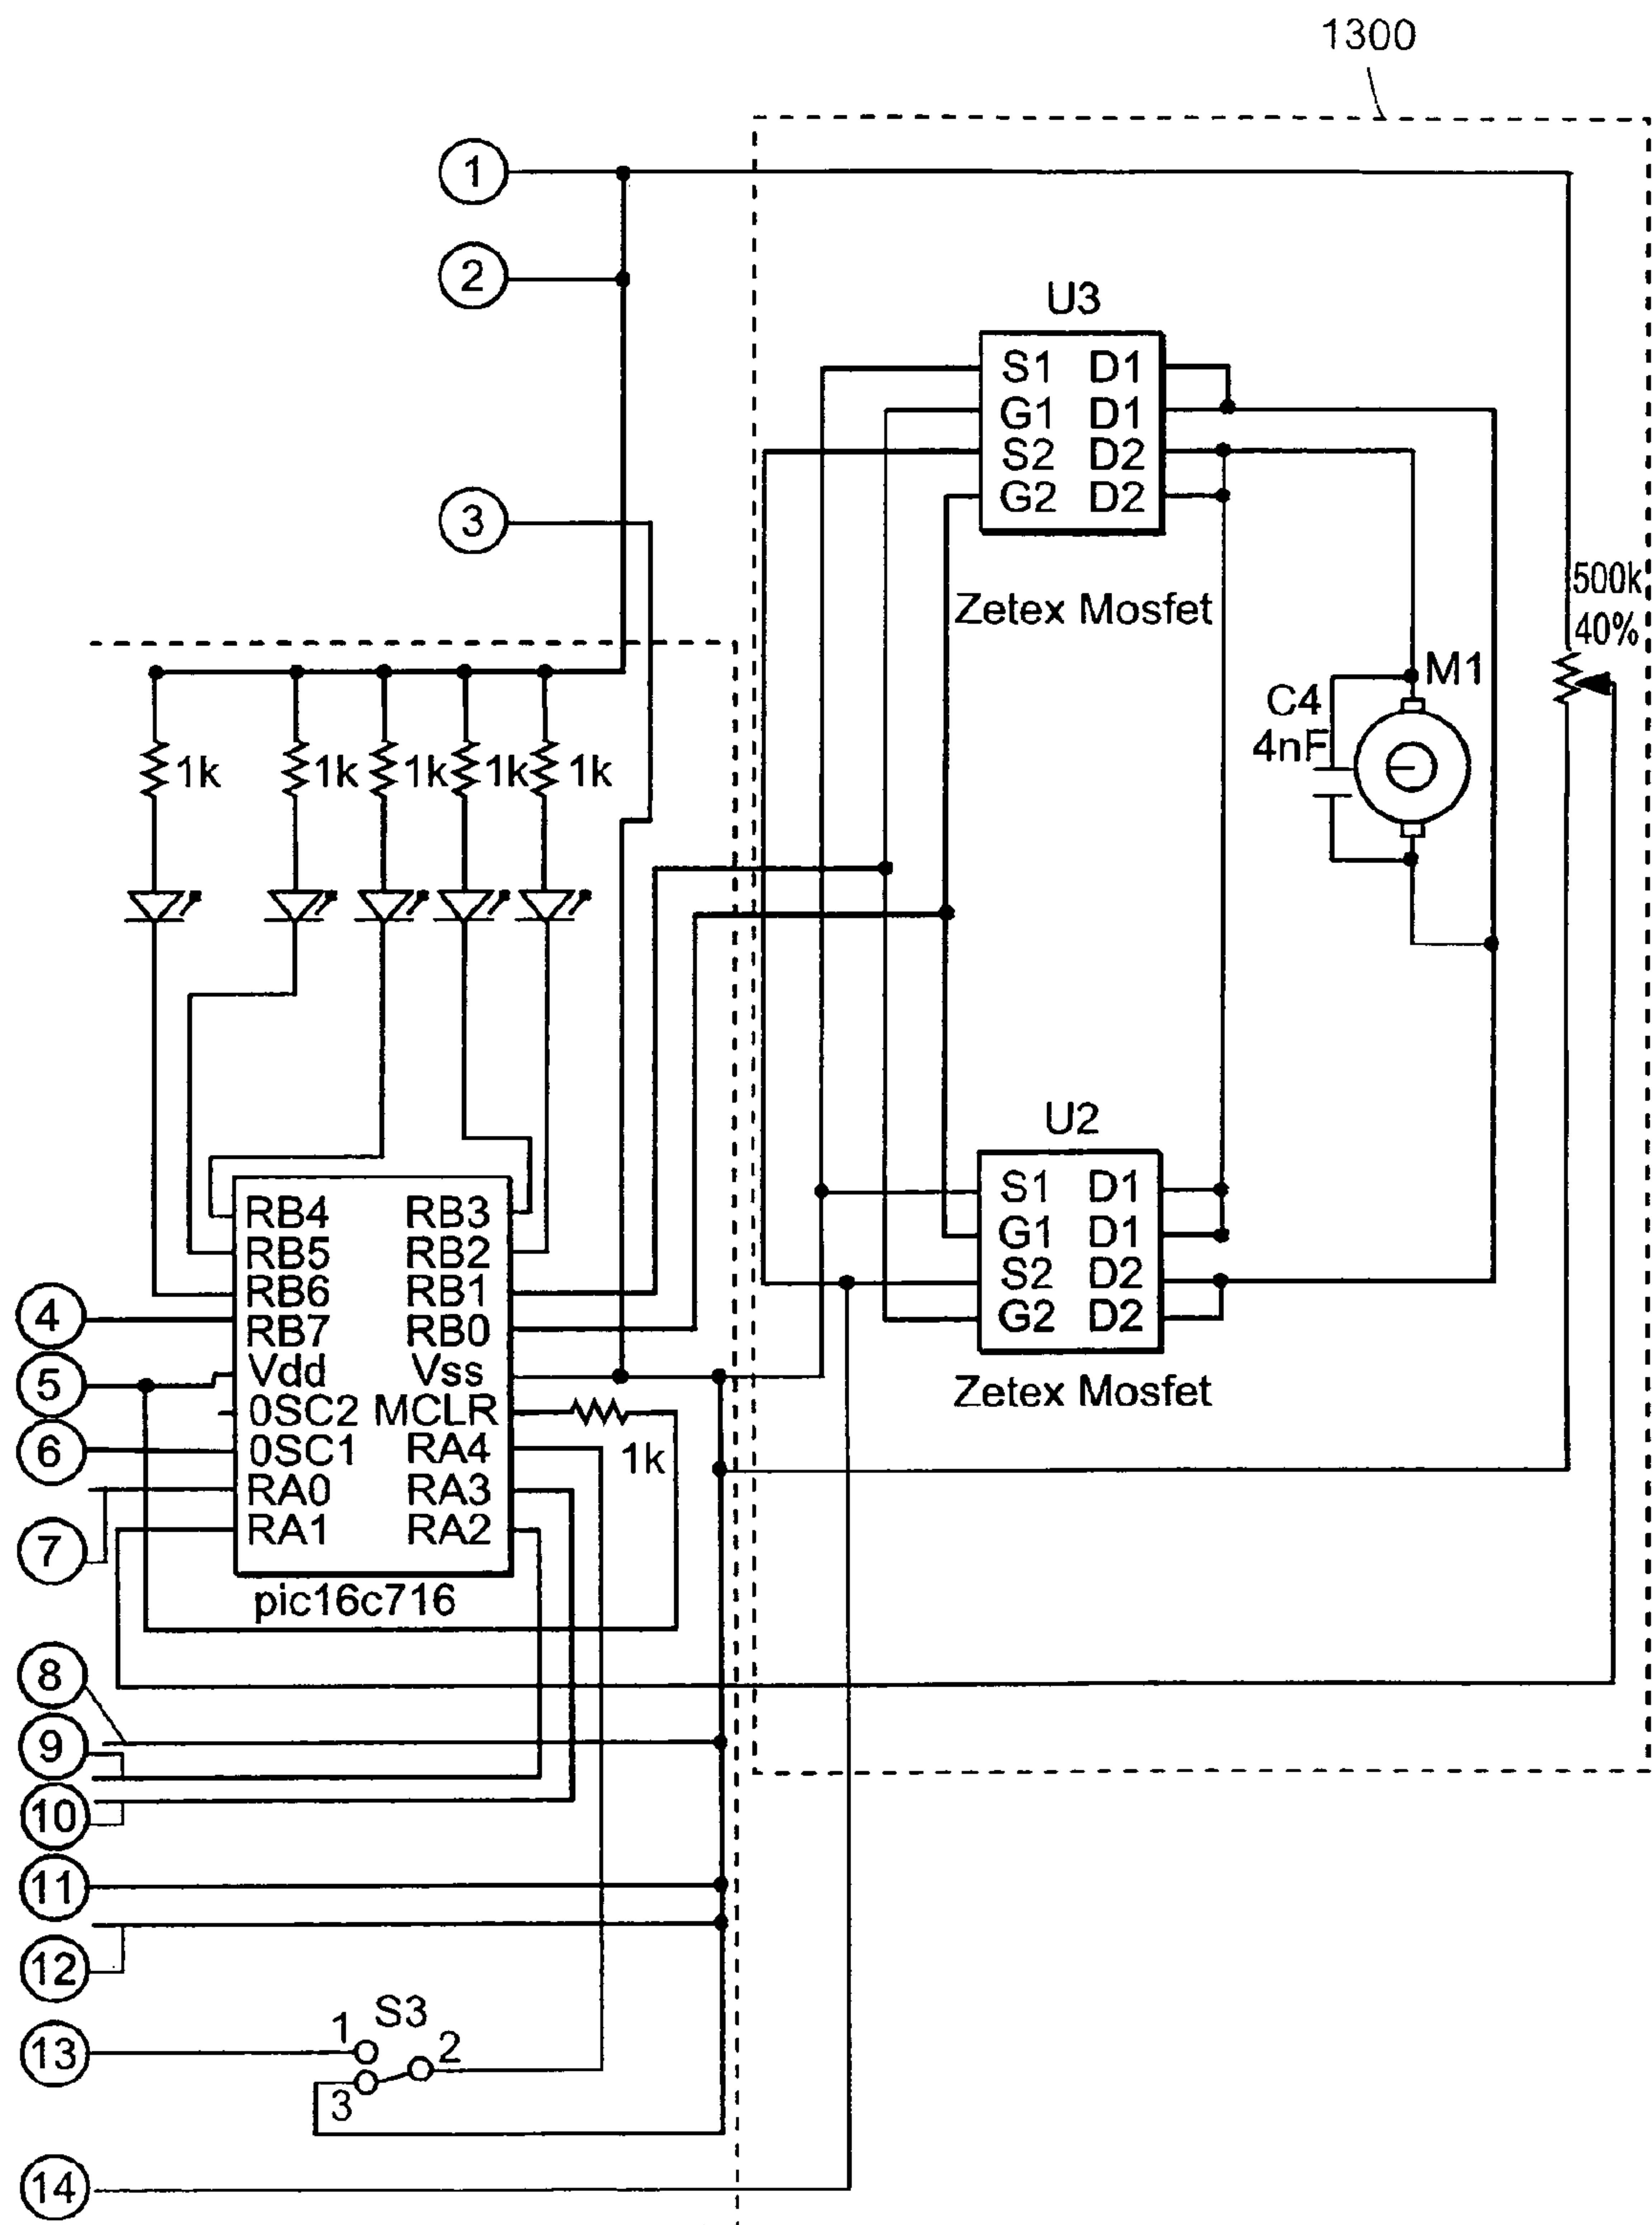 1300
1
2
U3
S1 D1
G1 D1
S2 D2
G2 D2
3
Zetex Mosfet
500k
40%
M1
C4
4nF
1k 1k 1k 1k 1k
U2
S1 D1
G1 D1
S2 D2
G2 D2
Zetex Mosfet
RB4 RB3
RB5 RB2
RB6 RB1
RB7 RB0
Vdd Vss
0SC2 MCLR
0SC1 RA4
RA0 RA3
RA1 RA2
1k
pic16c716
4
5
6
7
8
9
10
11
12
13
1 S3 2
3
14